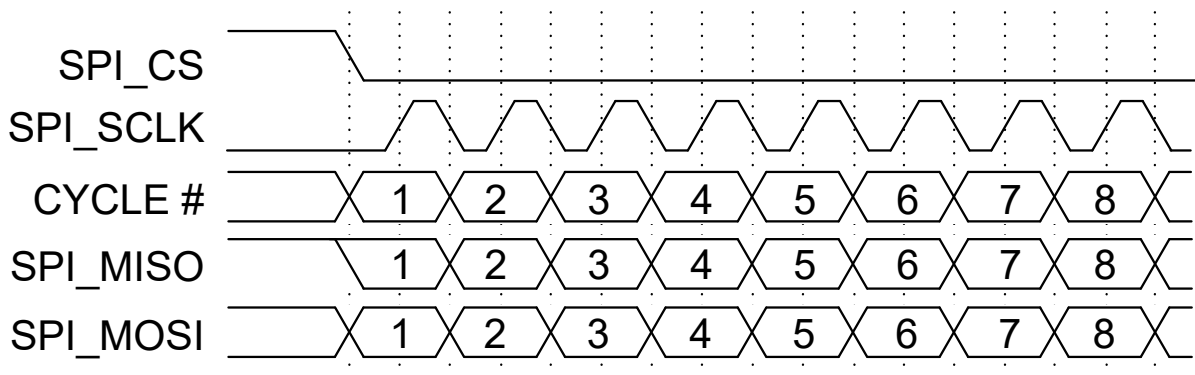 SPI_CS
SPI_SCLK
CYCLE # 1 2 3 4 5 6 7 8
SPI_MISO 1 2 3 4 5 6 7 8
SPI_MOSI 1 2 3 4 5 6 7 8